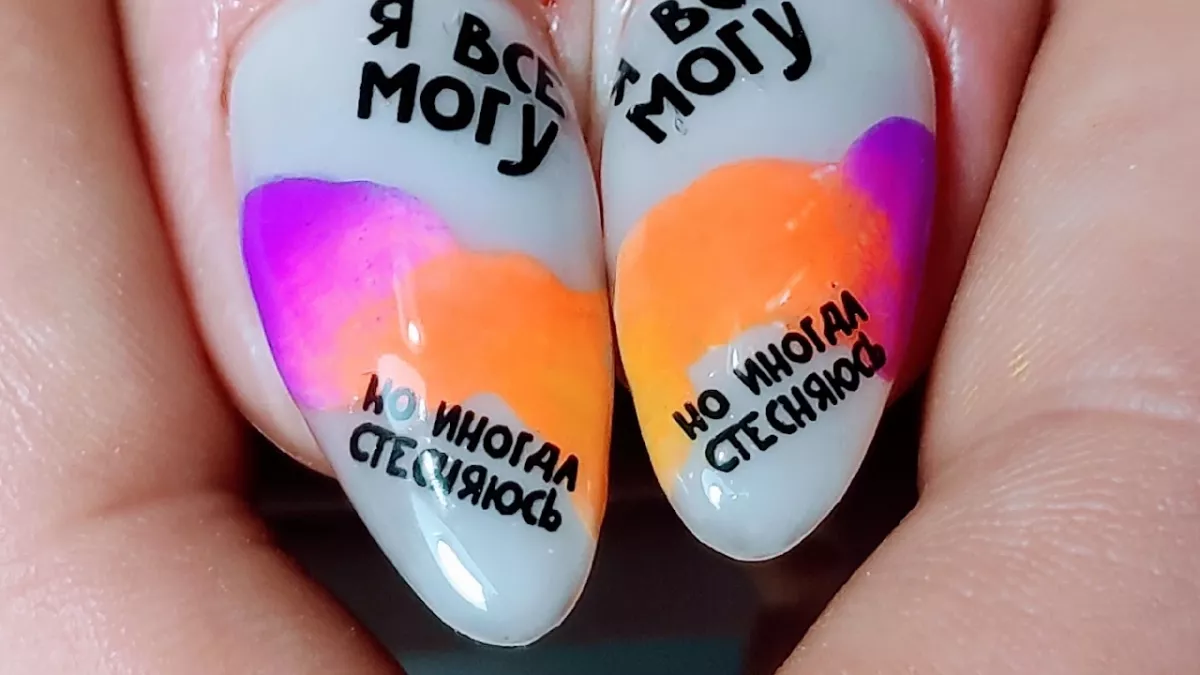 Я ВСЕ
МОГУ
НО ИНОГДА
СТЕСНЯЮСЬ
Я ВСЕ
МОГУ
НО ИНОГДА
СТЕСНЯЮСЬ